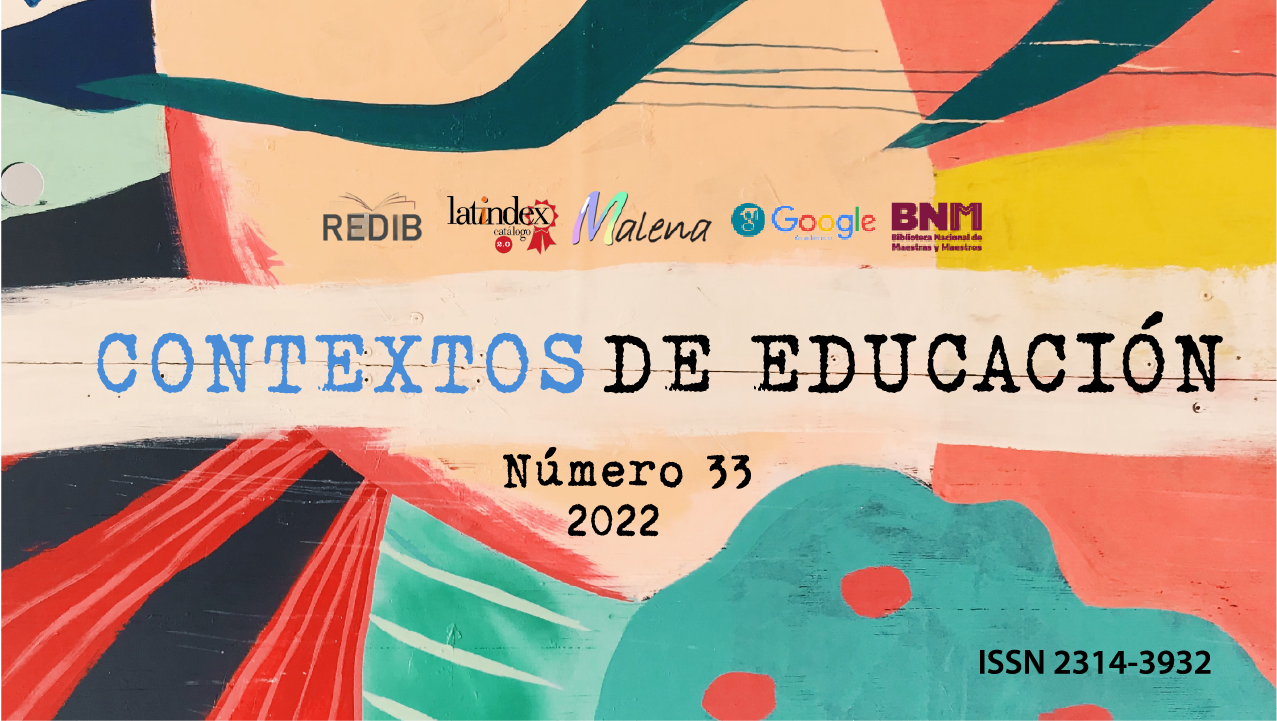 REDIB
latindex
catálogo
2.0
Malena
g Google
BNM
Biblioteca Nacional de
Maestras y Maestros
CONTEXTOS DE EDUCACIÓN
Número 33
2022
ISSN 2314-3932